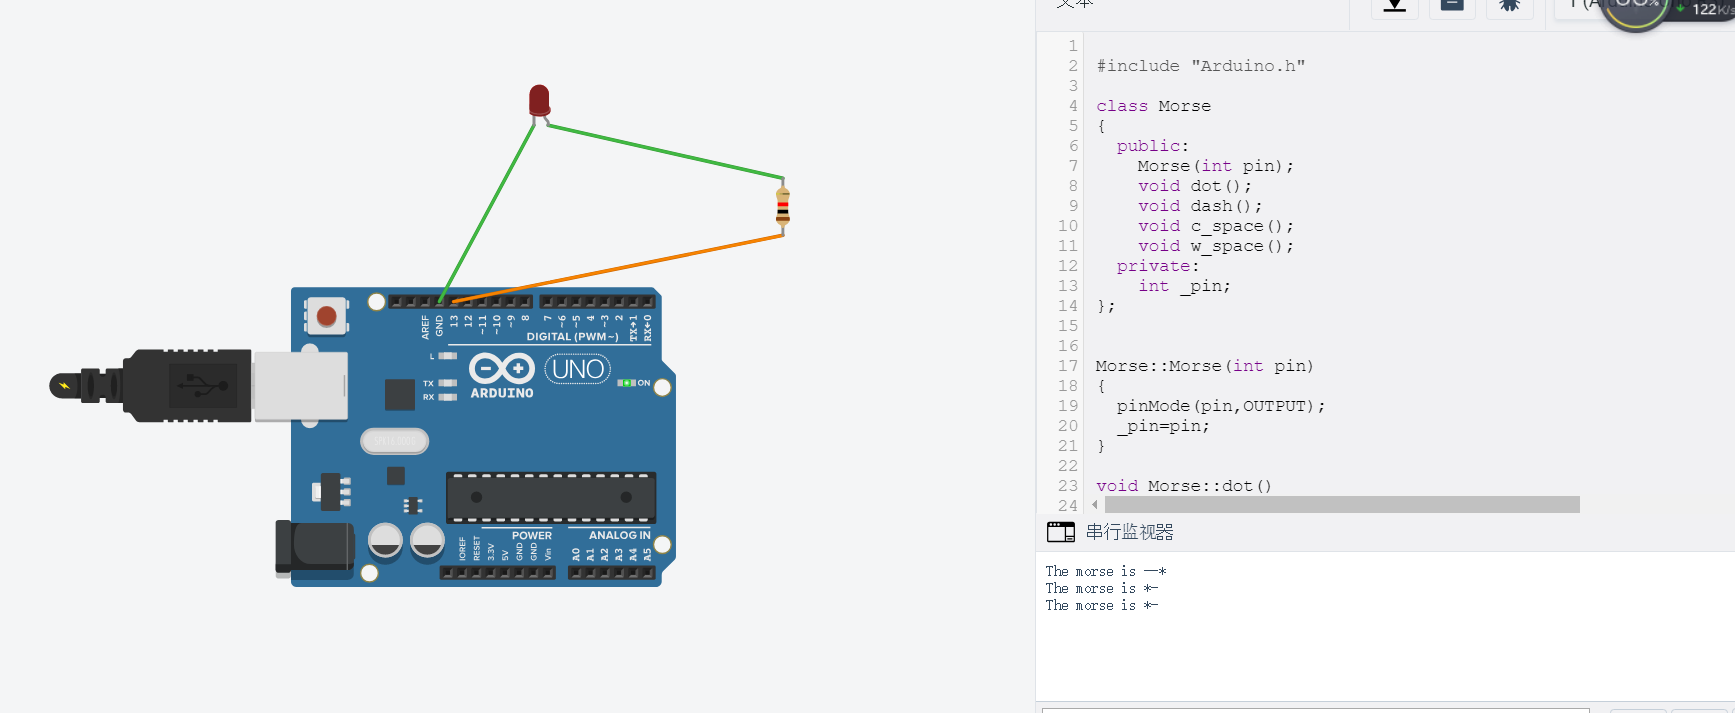 文本
122K/s
1
2 #include "Arduino.h"
3
4 class Morse
5 {
6 public:
7 Morse(int pin);
8 void dot();
9 void dash();
10 void c_space();
11 void w_space();
12 private:
13 int _pin;
14 };
15
16
17 Morse::Morse(int pin)
18 {
19 pinMode(pin,OUTPUT);
20 _pin=pin;
21 }
22
23 void Morse::dot()
24
串行监视器
The morse is --*
The morse is *-
The morse is *-
AREF
GND
13
12
~11
~10
~9
8
7
~6
~5
4
~3
2
TX→1
RX←0
DIGITAL (PWM~)
L
TX
RX
UNO
ARDUINO
ON
POWER
ANALOG IN
IOREF
RESET
3.3V
5V
GND
GND
Vin
A0
A1
A2
A3
A4
A5